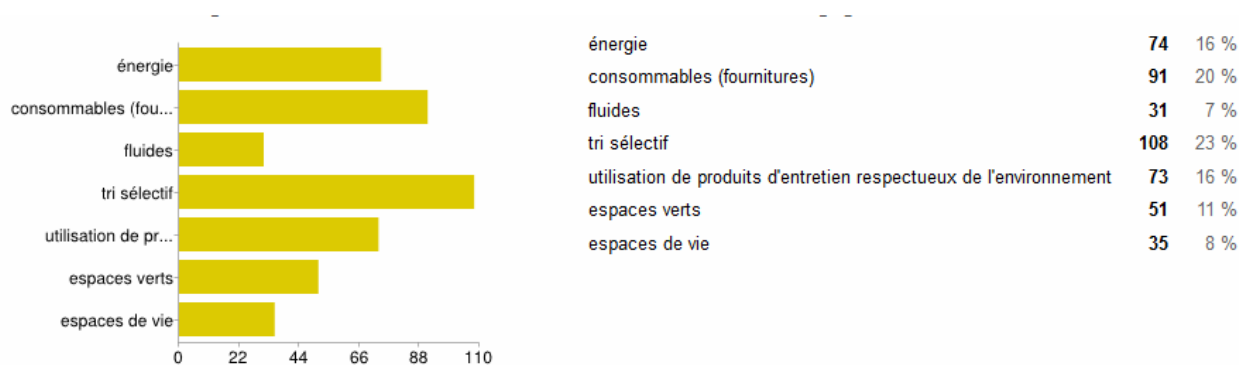 énergie
consommables (fou...
fluides
tri sélectif
utilisation de pr...
espaces verts
espaces de vie
0 22 44 66 88 110
énergie 74 16 %
consommables (fournitures) 91 20 %
fluides 31 7 %
tri sélectif 108 23 %
utilisation de produits d'entretien respectueux de l'environnement 73 16 %
espaces verts 51 11 %
espaces de vie 35 8 %